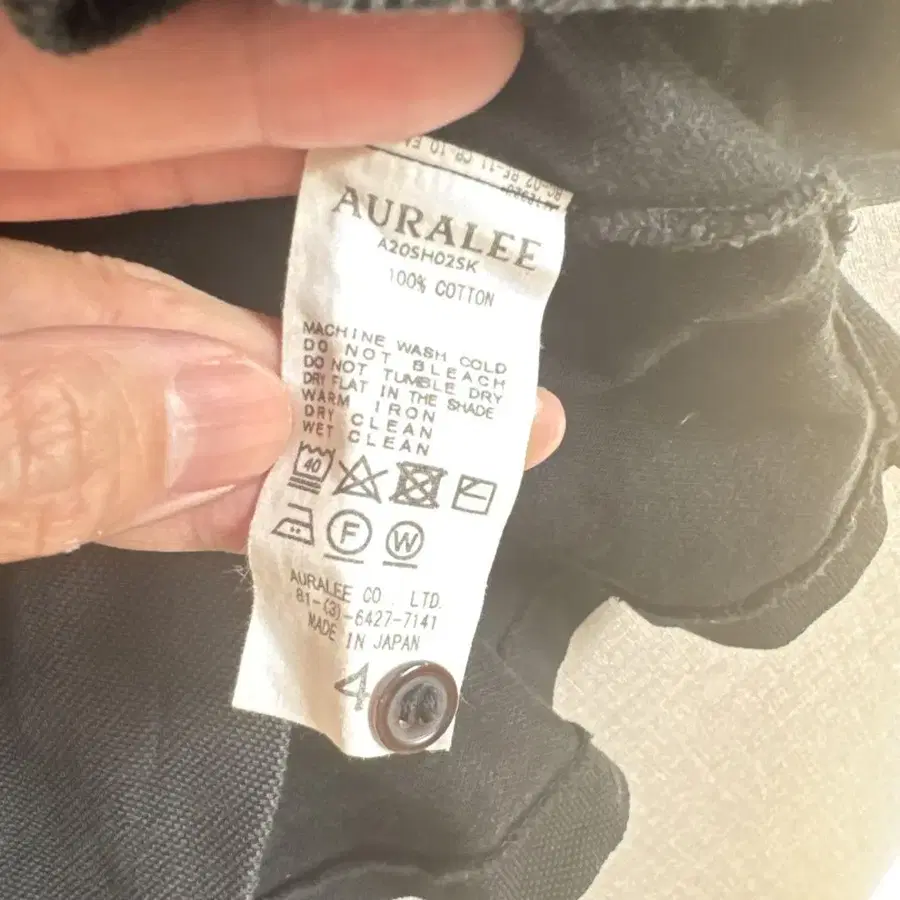 AURALEE
A20SH02SK
100% COTTON
MACHINE WASH COLD
DO NOT BLEACH
DO NOT TUMBLE DRY
DRY FLAT IN THE SHADE
WARM IRON
DRY CLEAN
WET CLEAN
40
F W
AURALEE CO., LTD.
81-(3)-6427-7141
MADE IN JAPAN
4